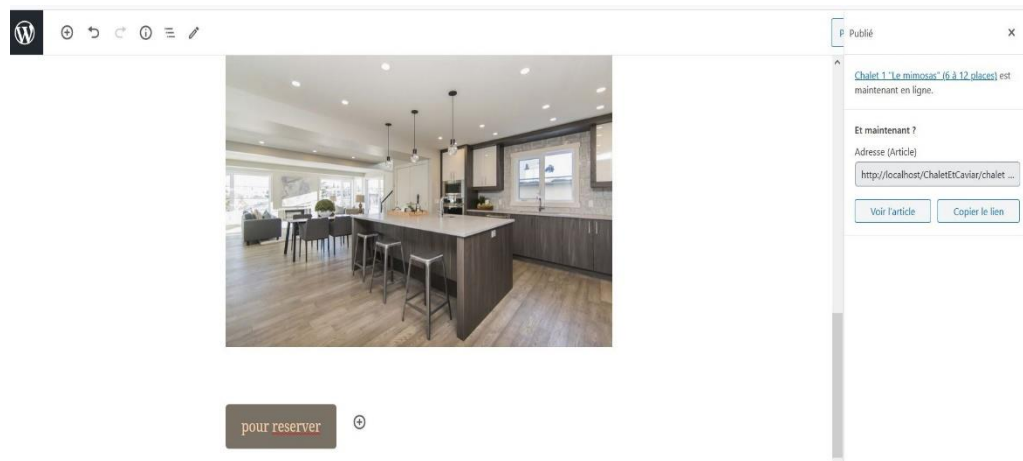 P
Publié
Chalet 1 "Le mimosas" (6 à 12 places) est
maintenant en ligne.
Et maintenant ?
Adresse (Article)
http://localhost/ChaletEtCaviar/chalet ...
Voir l'article
Copier le lien
pour reserver